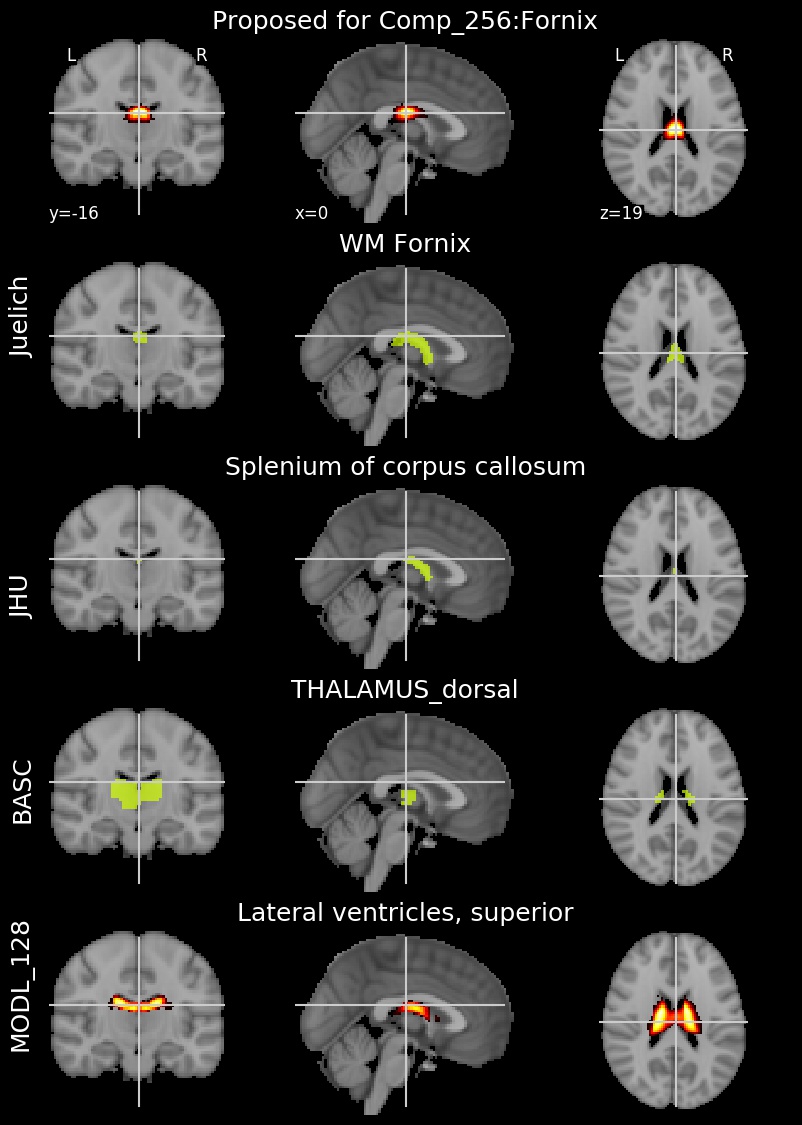 Proposed for Comp_256:Fornix
L R
L R
y=-16
x=0
z=19
WM Fornix
Juelich
Splenium of corpus callosum
JHU
THALAMUS_dorsal
BASC
Lateral ventricles, superior
MODL_128